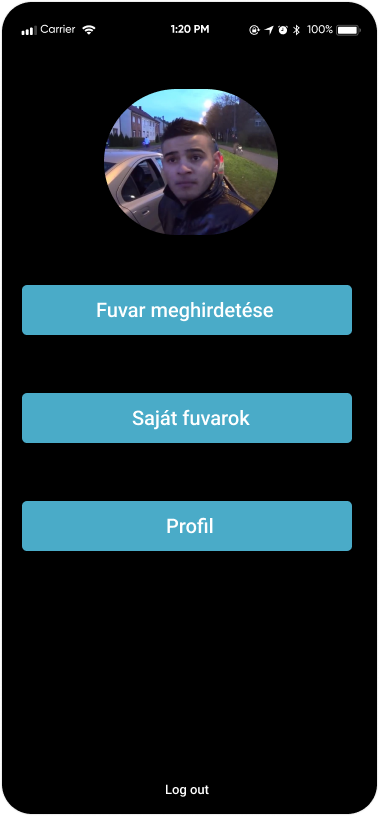 Carrier 1:20 PM 100%
Fuvar meghirdetése
Saját fuvarok
Profil
Log out